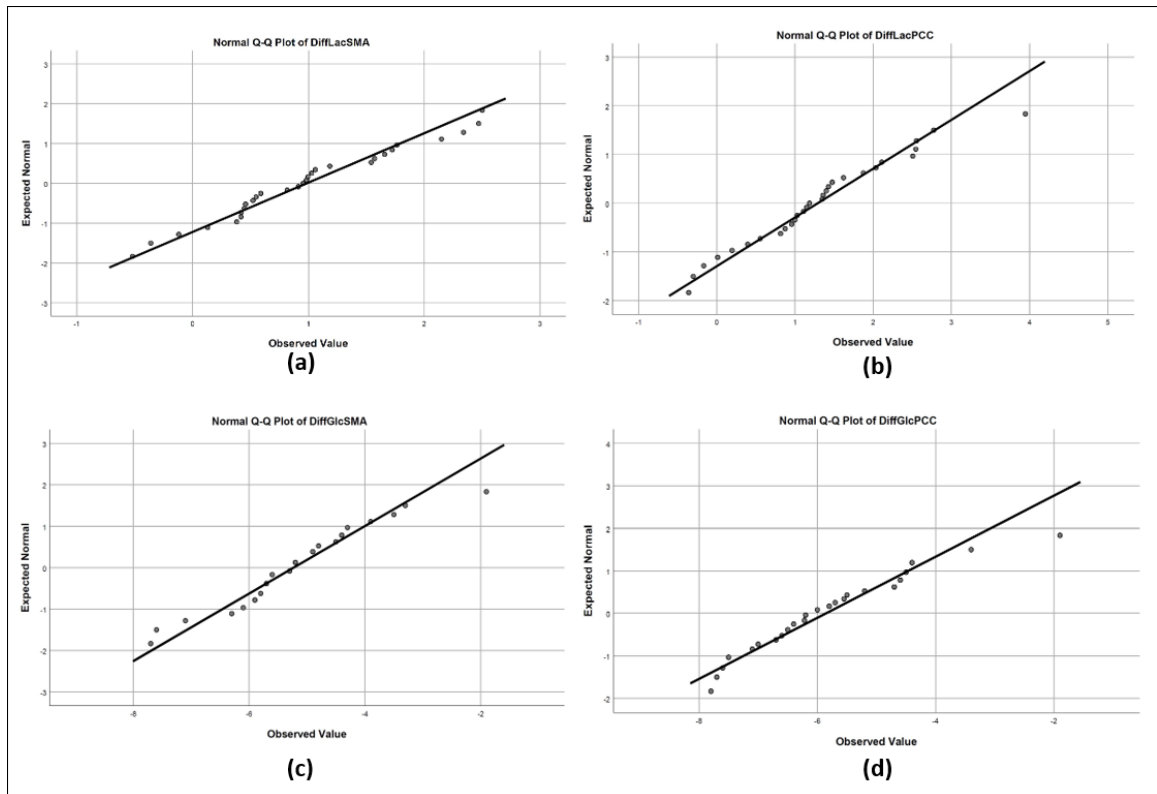 Normal Q-Q Plot of DiffLacSMA
3
2
1
0
-1
-2
-3
Expected Normal
-1
0
1
2
3
Observed Value
(a)
Normal Q-Q Plot of DiffLacPCC
3
2
1
0
-1
-2
Expected Normal
-1
0
1
2
3
4
5
Observed Value
(b)
Normal Q-Q Plot of DiffGlcSMA
3
2
1
0
-1
-2
-3
Expected Normal
-8
-6
-4
-2
Observed Value
(c)
Normal Q-Q Plot of DiffGlcPCC
4
3
2
1
0
-1
-2
Expected Normal
-8
-6
-4
-2
Observed Value
(d)